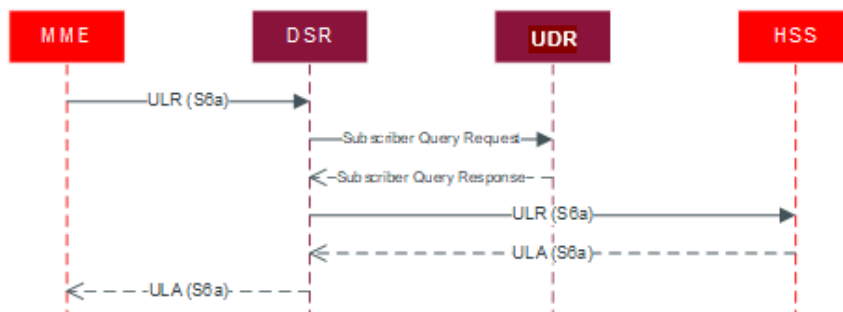 MME DSR UDR HSS
ULR (S6a)
Subscriber Query Request
Subscriber Query Response
ULR (S6a)
ULA (S6a)
ULA (S6a)